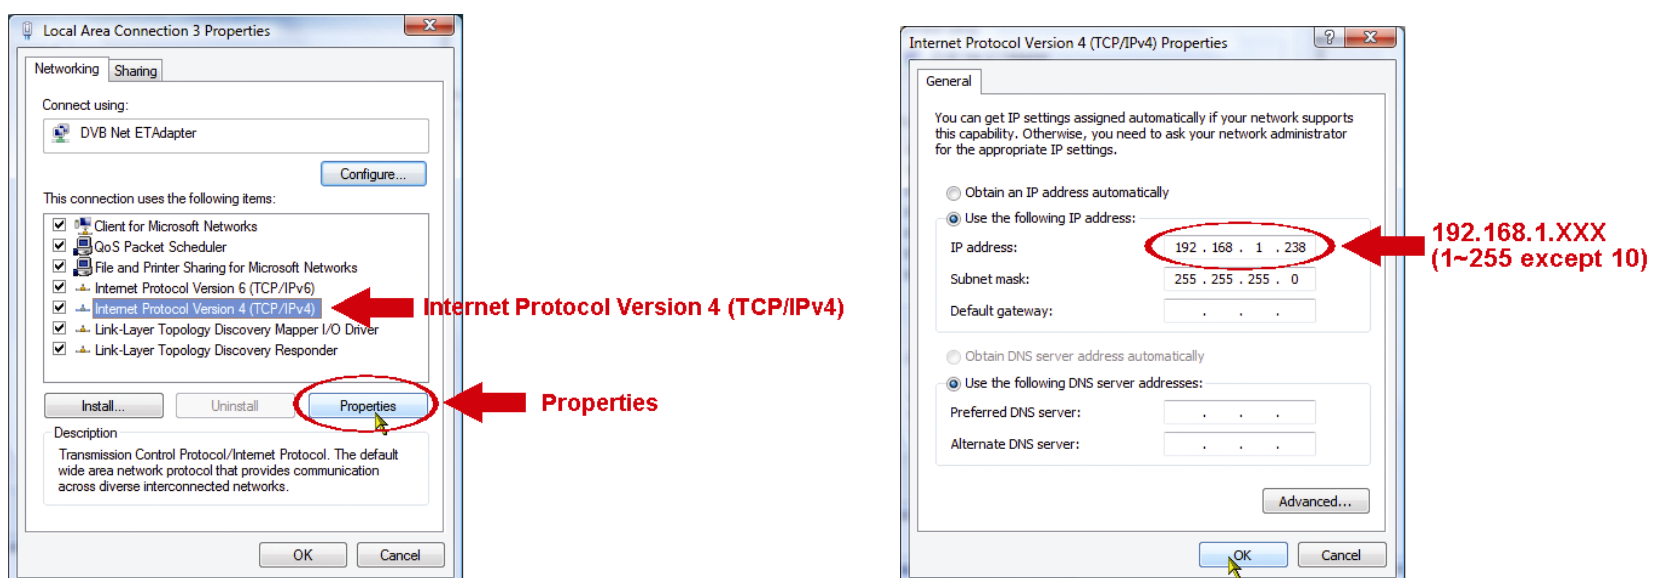 Local Area Connection 3 Properties
Networking
Sharing
Connect using:
DVB Net ETAdapter
Configure...
This connection uses the following items:
Client for Microsoft Networks
QoS Packet Scheduler
File and Printer Sharing for Microsoft Networks
Internet Protocol Version 6 (TCP/IPv6)
Internet Protocol Version 4 (TCP/IPv4)
Link-Layer Topology Discovery Mapper I/O Driver
Link-Layer Topology Discovery Responder
Internet Protocol Version 4 (TCP/IPv4)
Install...
Uninstall
Properties
Properties
Description
Transmission Control Protocol/Internet Protocol. The default
wide area network protocol that provides communication
across diverse interconnected networks.
OK
Cancel
Internet Protocol Version 4 (TCP/IPv4) Properties
General
You can get IP settings assigned automatically if your network supports
this capability. Otherwise, you need to ask your network administrator
for the appropriate IP settings.
Obtain an IP address automatically
Use the following IP address:
IP address:
192 . 168 . 1 . 238
192.168.1.XXX
(1~255 except 10)
Subnet mask:
255 . 255 . 255 . 0
Default gateway:
. . .
Obtain DNS server address automatically
Use the following DNS server addresses:
Preferred DNS server:
. . .
Alternate DNS server:
. . .
Advanced...
OK
Cancel